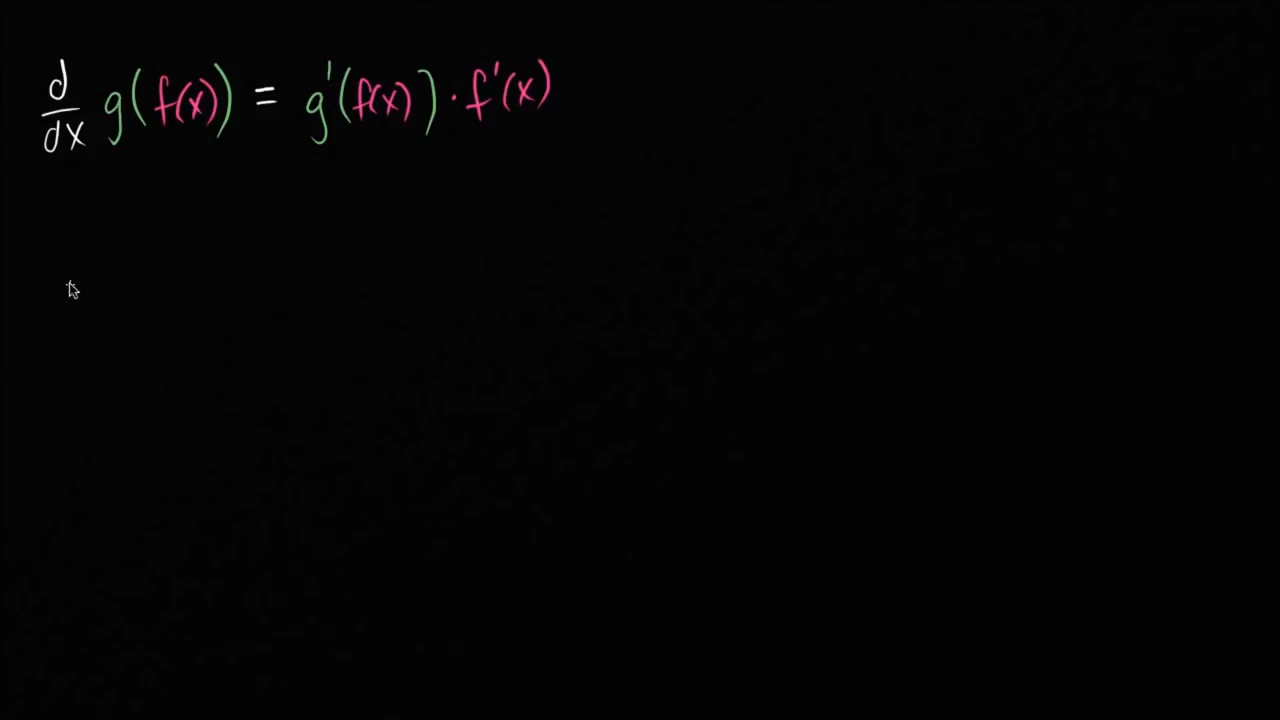 d/dx g(f(x)) = g'(f(x)) · f'(x)